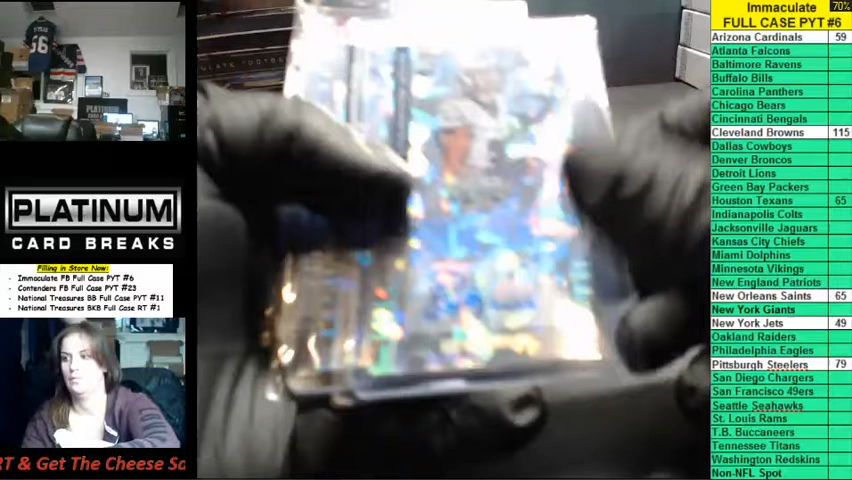 Immaculate 70%
FULL CASE PYT #6
Arizona Cardinals 59
Atlanta Falcons
Baltimore Ravens
Buffalo Bills
Carolina Panthers
Chicago Bears
Cincinnati Bengals
Cleveland Browns 115
Dallas Cowboys
Denver Broncos
Detroit Lions
Green Bay Packers
Houston Texans 65
Indianapolis Colts
Jacksonville Jaguars
Kansas City Chiefs
Miami Dolphins
Minnesota Vikings
New England Patriots
New Orleans Saints 65
New York Giants
New York Jets 49
Oakland Raiders
Philadelphia Eagles
Pittsburgh Steelers 79
San Diego Chargers
San Francisco 49ers
Seattle Seahawks
St. Louis Rams
T.B. Buccaneers
Tennessee Titans
Washington Redskins
Non-NFL Spot
56
PLATINUM
PLATINUM
CARD BREAKS
Filling in Store Now:
- Immaculate FB Full Case PYT #6
- Contenders FB Full Case PYT #23
- National Treasures BB Full Case PYT #11
- National Treasures BKB Full Case RT #1
RT & Get The Cheese Sa